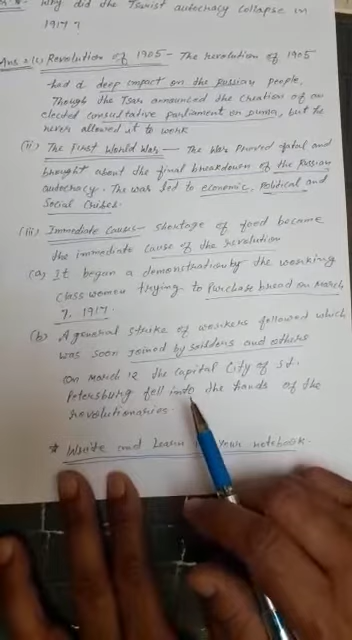 why did the Tsarist autocracy collapse in
1917 ?
Ans: (i) Revolution of 1905 - The revolution of 1905
had a deep impact on the Russian people.
Though the Tsar announced the creation of an
elected consultative parliament or duma, but he
never allowed it to work
(ii) The First World War - The War proved fatal and
brought about the final breakdown of the Russian
autocracy. The war led to economic, Political and
Social Crises.
(iii) Immediate Causes - shortage of food became
the immediate cause of the revolution
(a) It began a demonstration by the working
class women trying to Purchase bread on March
7, 1917.
(b) A general strike of workers followed which
was soon joined by soilders and others
On March 12 the capital City of St.
Petersburg fell into the hands of the
revolutionaries.
* Write and Learn Your notebook.